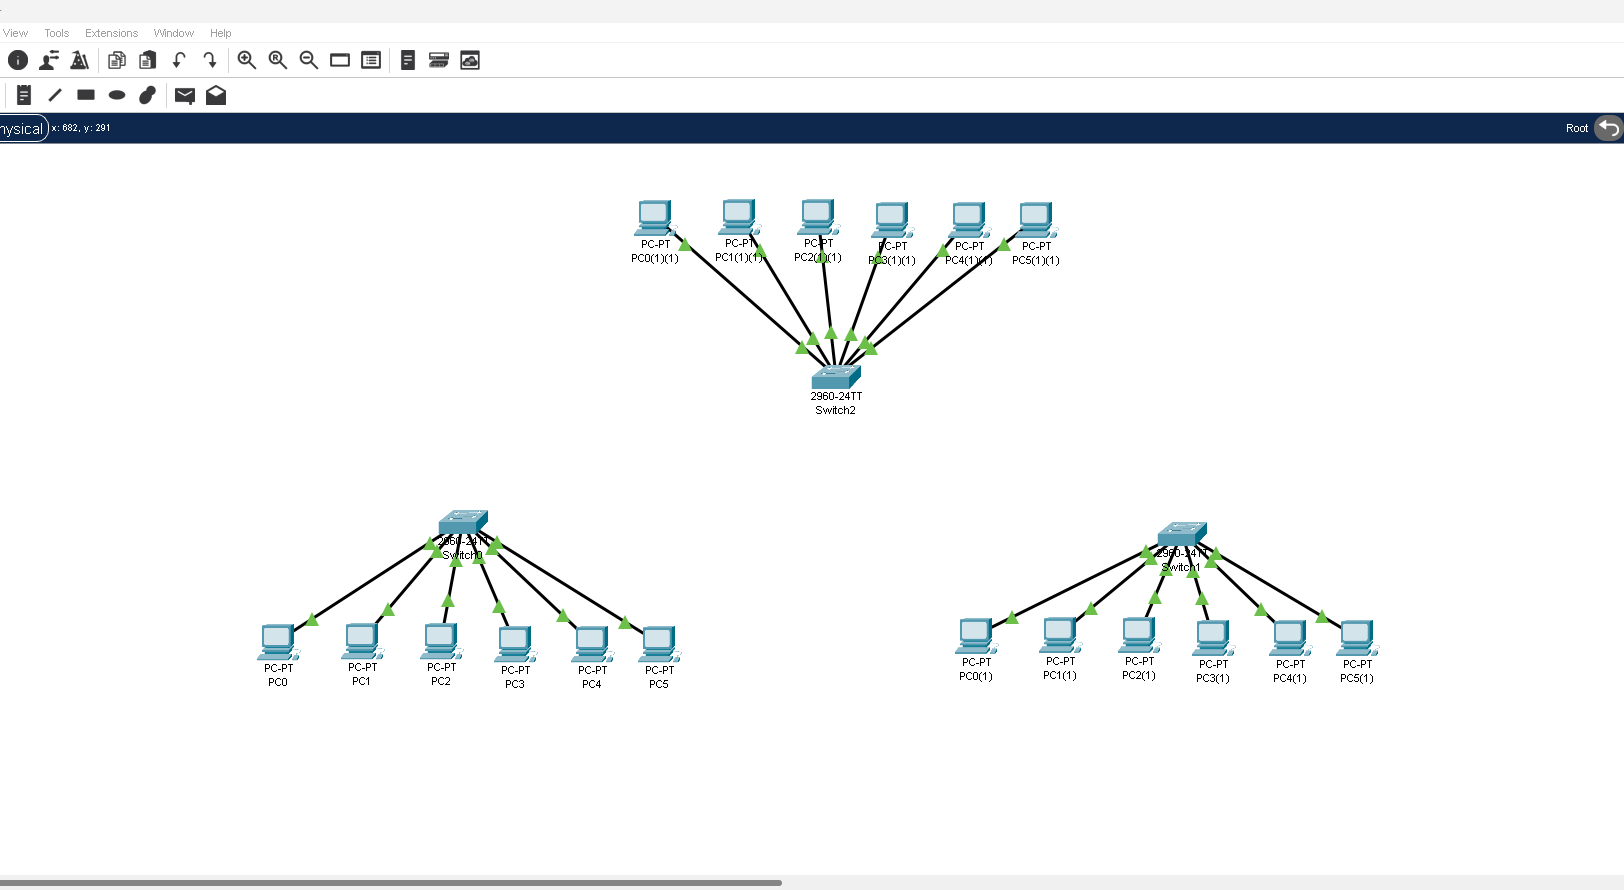 View Tools Extensions Window Help
hysical x: 682, y: 291 Root
PC-PT PC-PT PC-PT PC-PT PC-PT PC-PT
PC0(1)(1) PC1(1)(1) PC2(1)(1) PC3(1)(1) PC4(1)(1) PC5(1)(1)
2960-24TT
Switch2
2960-24TT
Switch0
2960-24TT
Switch1
PC-PT PC-PT PC-PT PC-PT PC-PT PC-PT
PC0 PC1 PC2 PC3 PC4 PC5
PC-PT PC-PT PC-PT PC-PT PC-PT PC-PT
PC0(1) PC1(1) PC2(1) PC3(1) PC4(1) PC5(1)